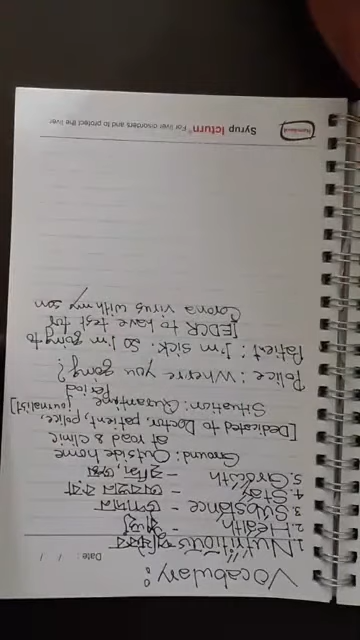 Date : / /
Vocabulary:
1. Nutritious -
2. Health -
3. Substance - উপাদান
4. Stay - অবস্থান করা
5. Growth - বৃদ্ধি,
Ground: Outside home
at road & clinic
[Dedicated to Doctor, patient, police,
journalist]
Situation: Quarantine
Period
Police: Where you going?
Patient: I'm sick. So I'm going to
IEDCR to have test for
Corona virus with my son
Syrup Icturn® For liver disorders and to protect the liver